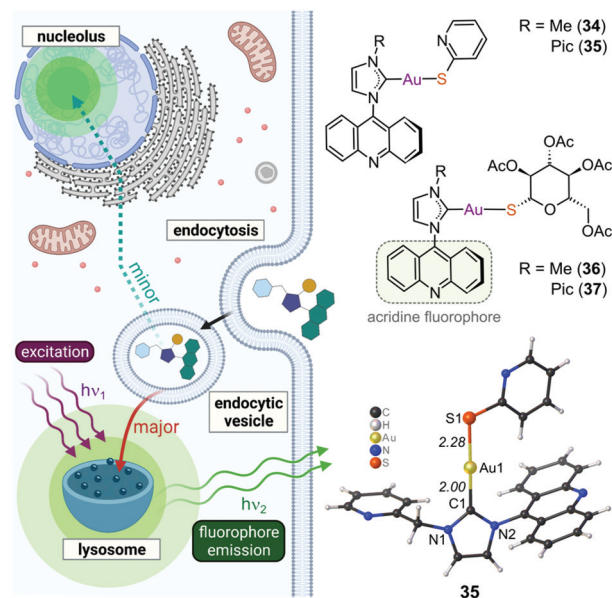 nucleolus
endocytosis
minor
excitation
hν₁
major
endocytic
vesicle
hν₂
fluorophore
emission
lysosome
R
N
N
Au
S
N
N
R = Me (34)
Pic (35)
R
N
N
Au
S
O
OAc
AcO
OAc
OAc
N
acridine fluorophore
R = Me (36)
Pic (37)
C
H
Au
N
S
S1
2.28
Au1
2.00
C1
N1
N2
35